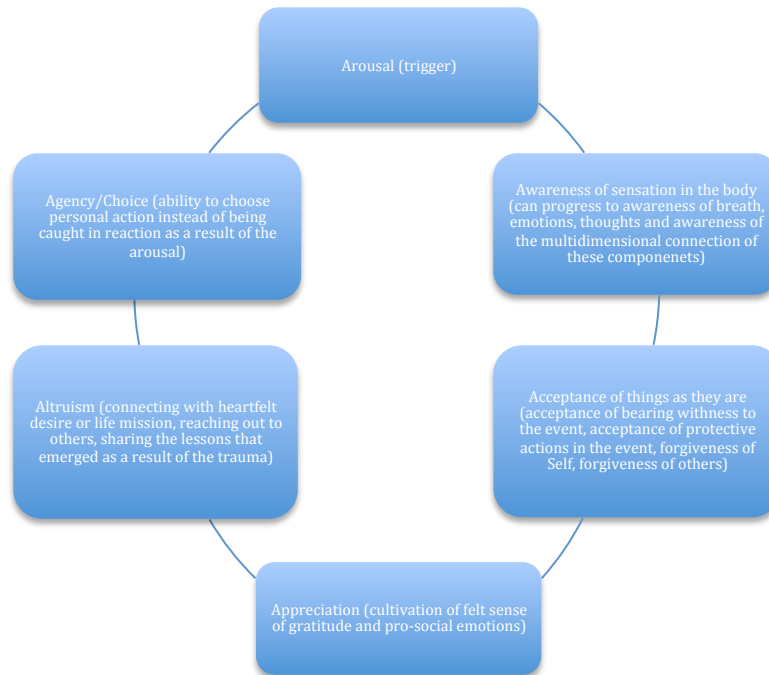 Arousal (trigger)
Awareness of sensation in the body
(can progress to awareness of breath,
emotions, thoughts and awareness of
the multidimensional connection of
these componenets)
Acceptance of things as they are
(acceptance of bearing withness to
the event, acceptance of protective
actions in the event, forgiveness of
Self, forgiveness of others)
Appreciation (cultivation of felt sense
of gratitude and pro-social emotions)
Altruism (connecting with heartfelt
desire or life mission, reaching out to
others, sharing the lessons that
emerged as a result of the trauma)
Agency/Choice (ability to choose
personal action instead of being
caught in reaction as a result of the
arousal)